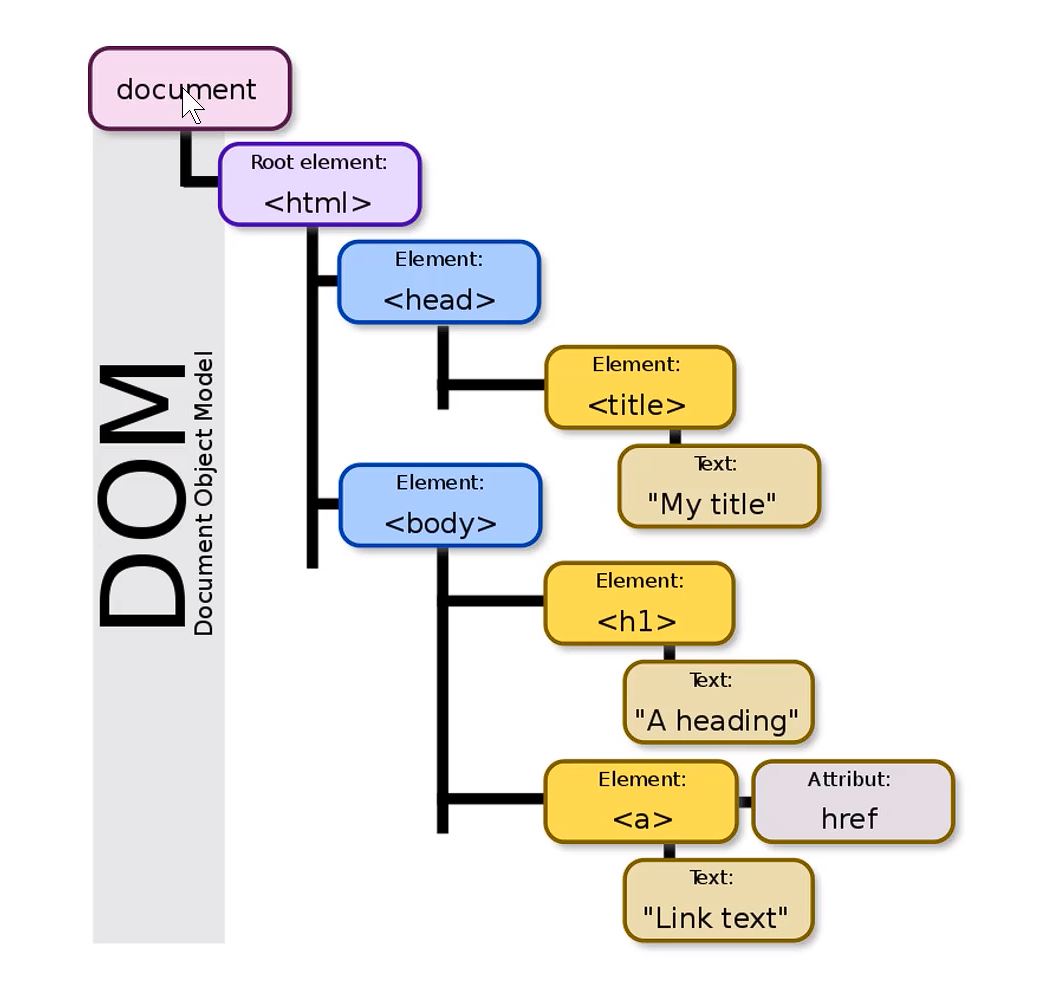 document
Root element:
<html>
Element:
<head>
Element:
<title>
Text:
"My title"
Element:
<body>
Element:
<h1>
Text:
"A heading"
Element:
<a>
Attribut:
href
Text:
"Link text"
DOM
Document Object Model